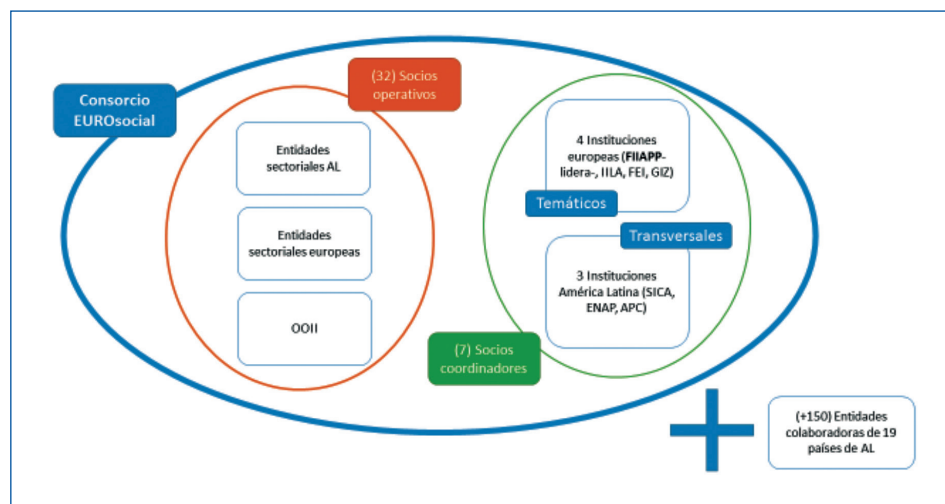 Consorcio
EUROsocial
(32) Socios
operativos
Entidades
sectoriales AL
Entidades
sectoriales europeas
OOII
4 Instituciones
europeas (FIIAPP-
lidera-, IILA, FEI, GIZ)
Temáticos
Transversales
3 Instituciones
América Latina (SICA,
ENAP, APC)
(7) Socios
coordinadores
(+150) Entidades
colaboradoras de 19
países de AL